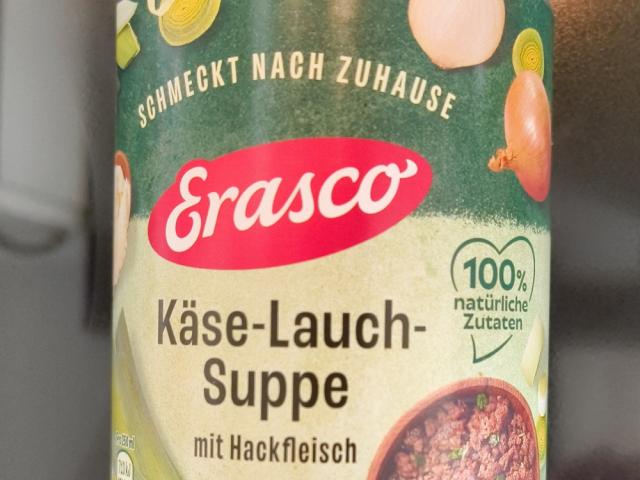 SCHMECKT NACH ZUHAUSE
Erasco
100%
natürliche
Zutaten
Käse-Lauch-
Suppe
mit Hackfleisch